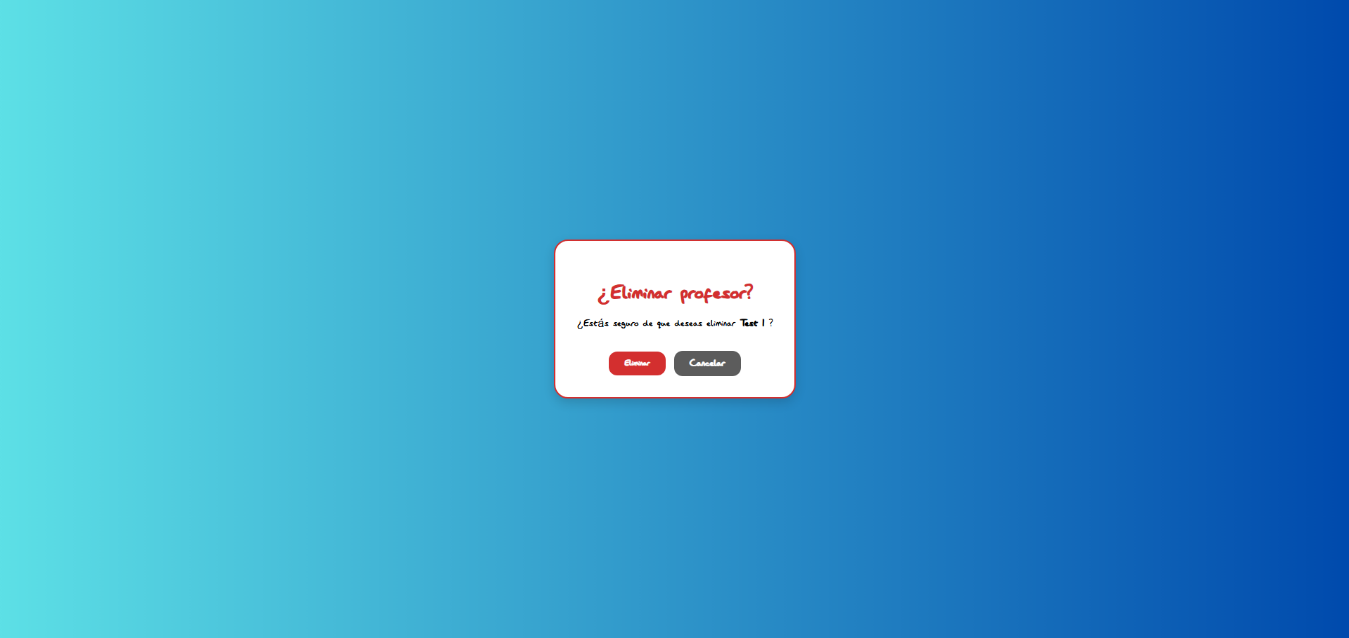 ¿Eliminar profesor?
¿Estás seguro de que deseas eliminar Test 1 ?
Eliminar Cancelar